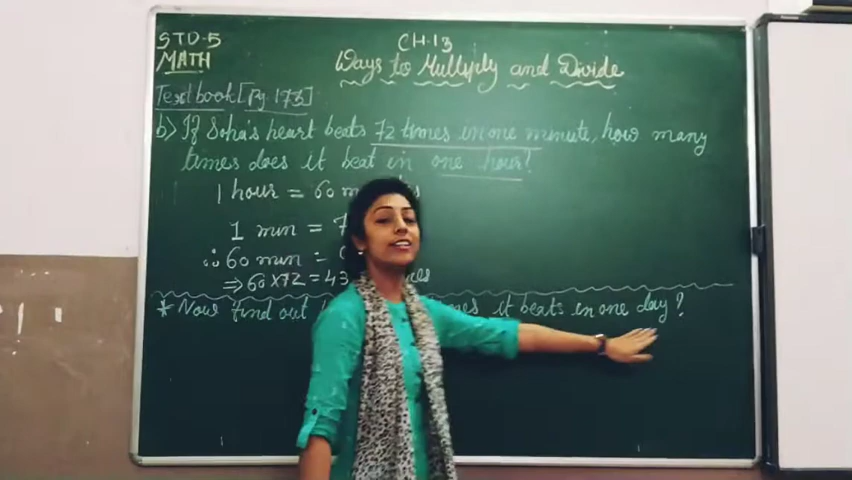 STD-5
CH-13
MATH
Ways to Mulliply and Divide
Textbook[Pg.173]
b) If Soha's heart beats 72 times in one minute, how many
times does it beat in one hour?
1 hour = 60
1 min = 7
∴ 60 min =
⇒ 60 x 72 = 43
* Now find out it beats in one day?